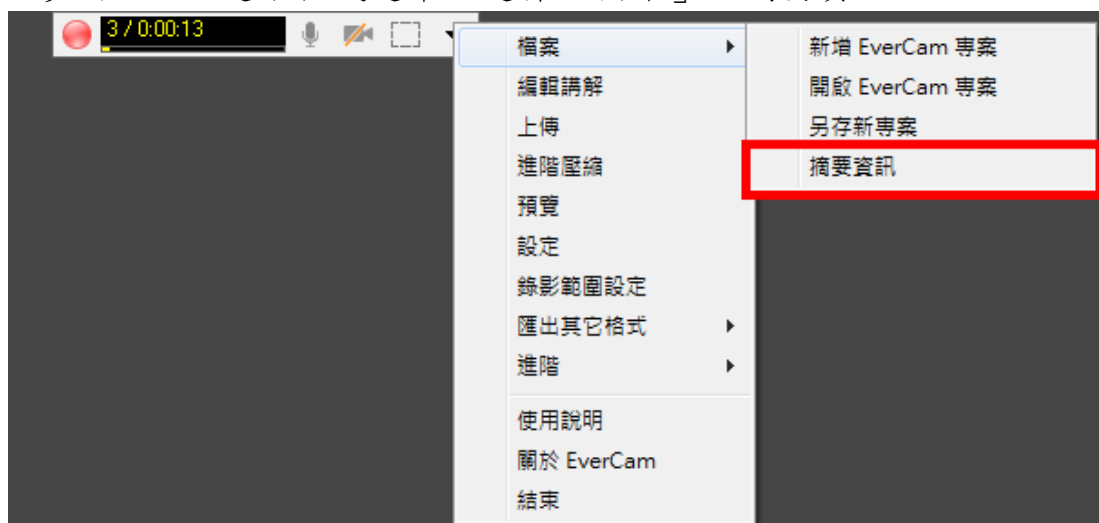 3 / 0:00:13
檔案
編輯講解
上傳
進階壓縮
預覽
設定
錄影範圍設定
匯出其它格式
進階
使用說明
關於 EverCam
結束
新增 EverCam 專案
開啟 EverCam 專案
另存新專案
摘要資訊